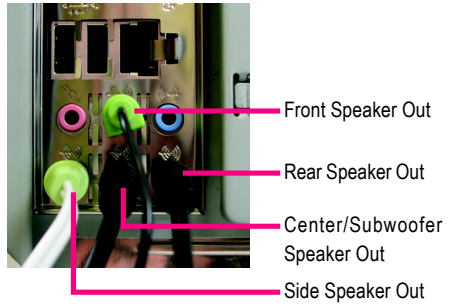 Front Speaker Out
Rear Speaker Out
Center/Subwoofer
Speaker Out
Side Speaker Out